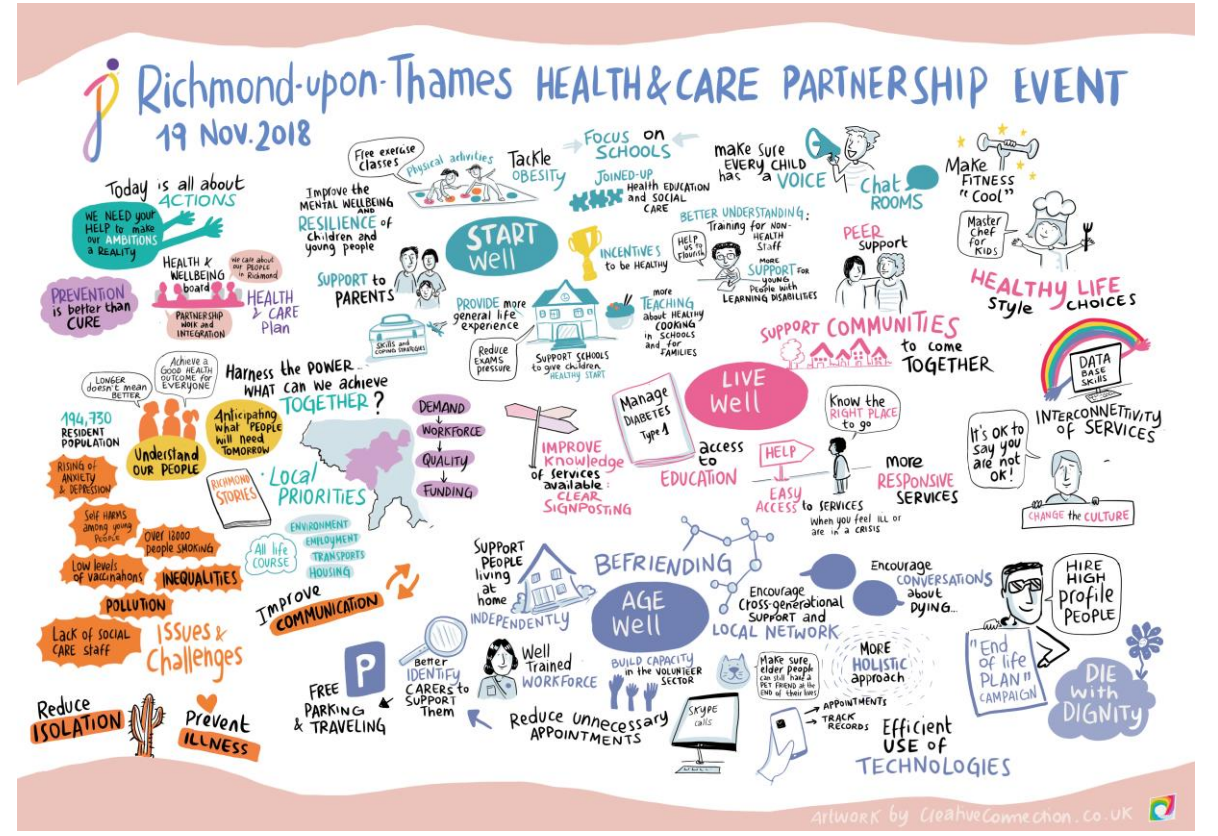 Richmond-upon-Thames HEALTH & CARE PARTNERSHIP EVENT
19 NOV. 2018
Today is all about
ACTIONS
WE NEED your
HELP to make
our AMBITIONS
a REALITY
PREVENTION
is better than
CURE
HEALTH &
WELLBEING
board
we care about
our PEOPLE
in Richmond
PARTNERSHIP
work and
INTEGRATION
HEALTH
& CARE
Plan
Free exercise
classes
Physical activities
Tackle
OBESITY
Improve the
MENTAL WELLBEING
AND
RESILIENCE of
children and
young people
START
Well
SUPPORT to
PARENTS
SKILLS and
COPING STRATEGIES
PROVIDE more
general life
experience
Reduce
EXAMS
pressure
SUPPORT SCHOOLS
to give children
HEALTHY START
FOCUS on
SCHOOLS
JOINED-UP
Health EDUCATION
and SOCIAL
CARE
INCENTIVES
to be HEALTHY
more
TEACHING
about HEALTHY
COOKING
in SCHOOLS
and for
FAMILIES
make sure
EVERY CHILD
has a VOICE
Chat
ROOMS
BETTER UNDERSTANDING:
Training for NON-
HEALTH
Staff
HELP
us to
Flourish
MORE
SUPPORT FOR
young
People with
LEARNING DISABILITIES
PEER
Support
Make
FITNESS
"COOL"
Master
chef
for
KIDS
HEALTHY LIFE
Style CHOICES
SUPPORT COMMUNITIES
to come
TOGETHER
DATA
BASE
SKILLS
INTERCONNECTIVITY
OF SERVICES
LONGER
doesn't mean
BETTER
Achieve a
GOOD HEALTH
OUTCOME for
EVERYONE
194,730
RESIDENT
POPULATION
Understand
OUR PEOPLE
Anticipating
what PEOPLE
will need
TOMORROW
Harness the POWER...
WHAT can we achieve
TOGETHER?
RICHMOND
STORIES
Local
PRIORITIES
DEMAND
WORKFORCE
QUALITY
FUNDING
All life
COURSE
ENVIRONMENT
EMPLOYMENT
TRANSPORTS
HOUSING
RISING of
ANXIETY
& DEPRESSION
Self HARMS
among young
People
Over 13000
people SMOKING
Low levels
of vaccinations
INEQUALITIES
POLLUTION
Lack of SOCIAL
CARE staff
ISSUES &
Challenges
Improve
COMMUNICATION
Reduce
ISOLATION
Prevent
ILLNESS
LIVE
Well
IMPROVE
Knowledge
of services
available:
CLEAR
SIGNPOSTING
Manage
DIABETES
Type 1
access
to
EDUCATION
HELP
EASY
ACCESS to SERVICES
When you feel ILL or
are in a CRISIS
Know the
RIGHT PLACE
to go
more
RESPONSIVE
SERVICES
It's OK to
say you
are not
OK!
CHANGE the CULTURE
AGE
Well
SUPPORT
PEOPLE
living
at
home
INDEPENDENTLY
BEFRIENDING
Encourage
Cross-generational
SUPPORT and
LOCAL NETWORK
Encourage
CONVERSATIONS
about
DYING...
P
FREE
PARKING
& TRAVELING
Better
IDENTIFY
CARERS to
SUPPORT
Them
Well
Trained
WORKFORCE
BUILD CAPACITY
in the VOLUNTEER
SECTOR
Reduce unnecessary
APPOINTMENTS
SKYPE
calls
Make sure
elder people
can still have a
PET FRIEND at the
END of their lives
MORE
HOLISTIC
approach
APPOINTMENTS
TRACK
RECORDS
Efficient
USE of
TECHNOLOGIES
HIRE
HIGH
profile
PEOPLE
"End
of life
PLAN"
CAMPAIGN
DIE
with
DIGNITY
Artwork by CreativeConnection.co.uk